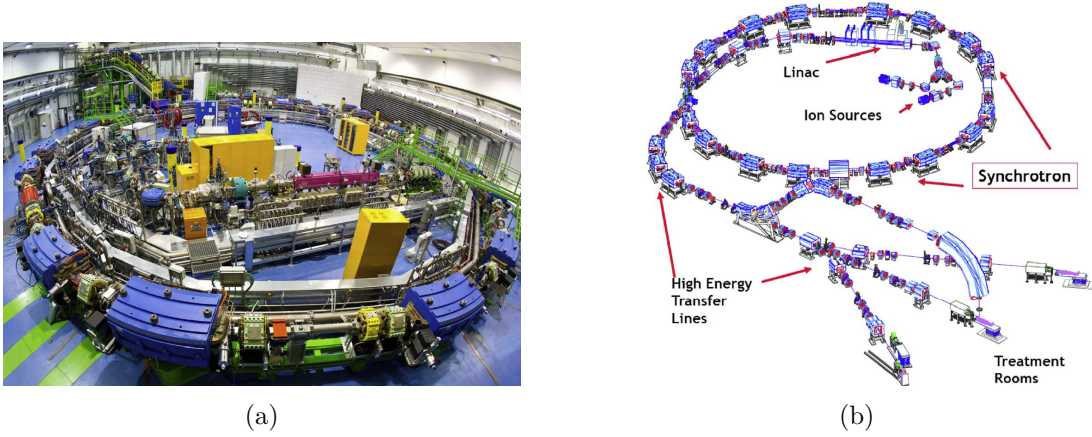 Linac
Ion Sources
Synchrotron
High Energy
Transfer
Lines
Treatment
Rooms
(a)
(b)